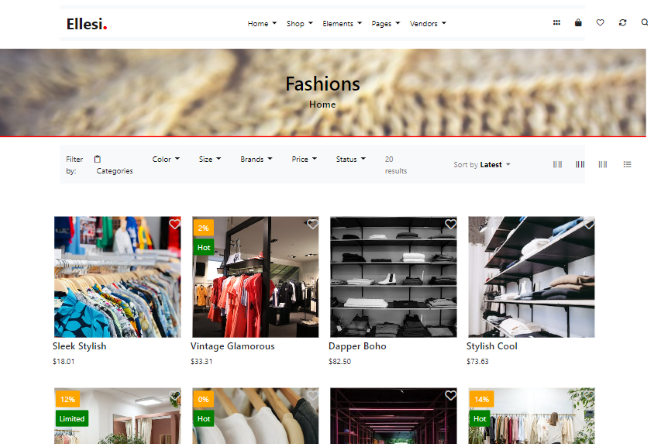 Ellesi.
Home Shop Elements Pages Vendors
Fashions
Home
Filter by: Categories Color Size Brands Price Status 20 results Sort by Latest
2%
Hot
Sleek Stylish Vintage Glamorous Dapper Boho Stylish Cool
$18.01 $33.31 $82.50 $73.63
12% 0% 14%
Limited Hot Hot